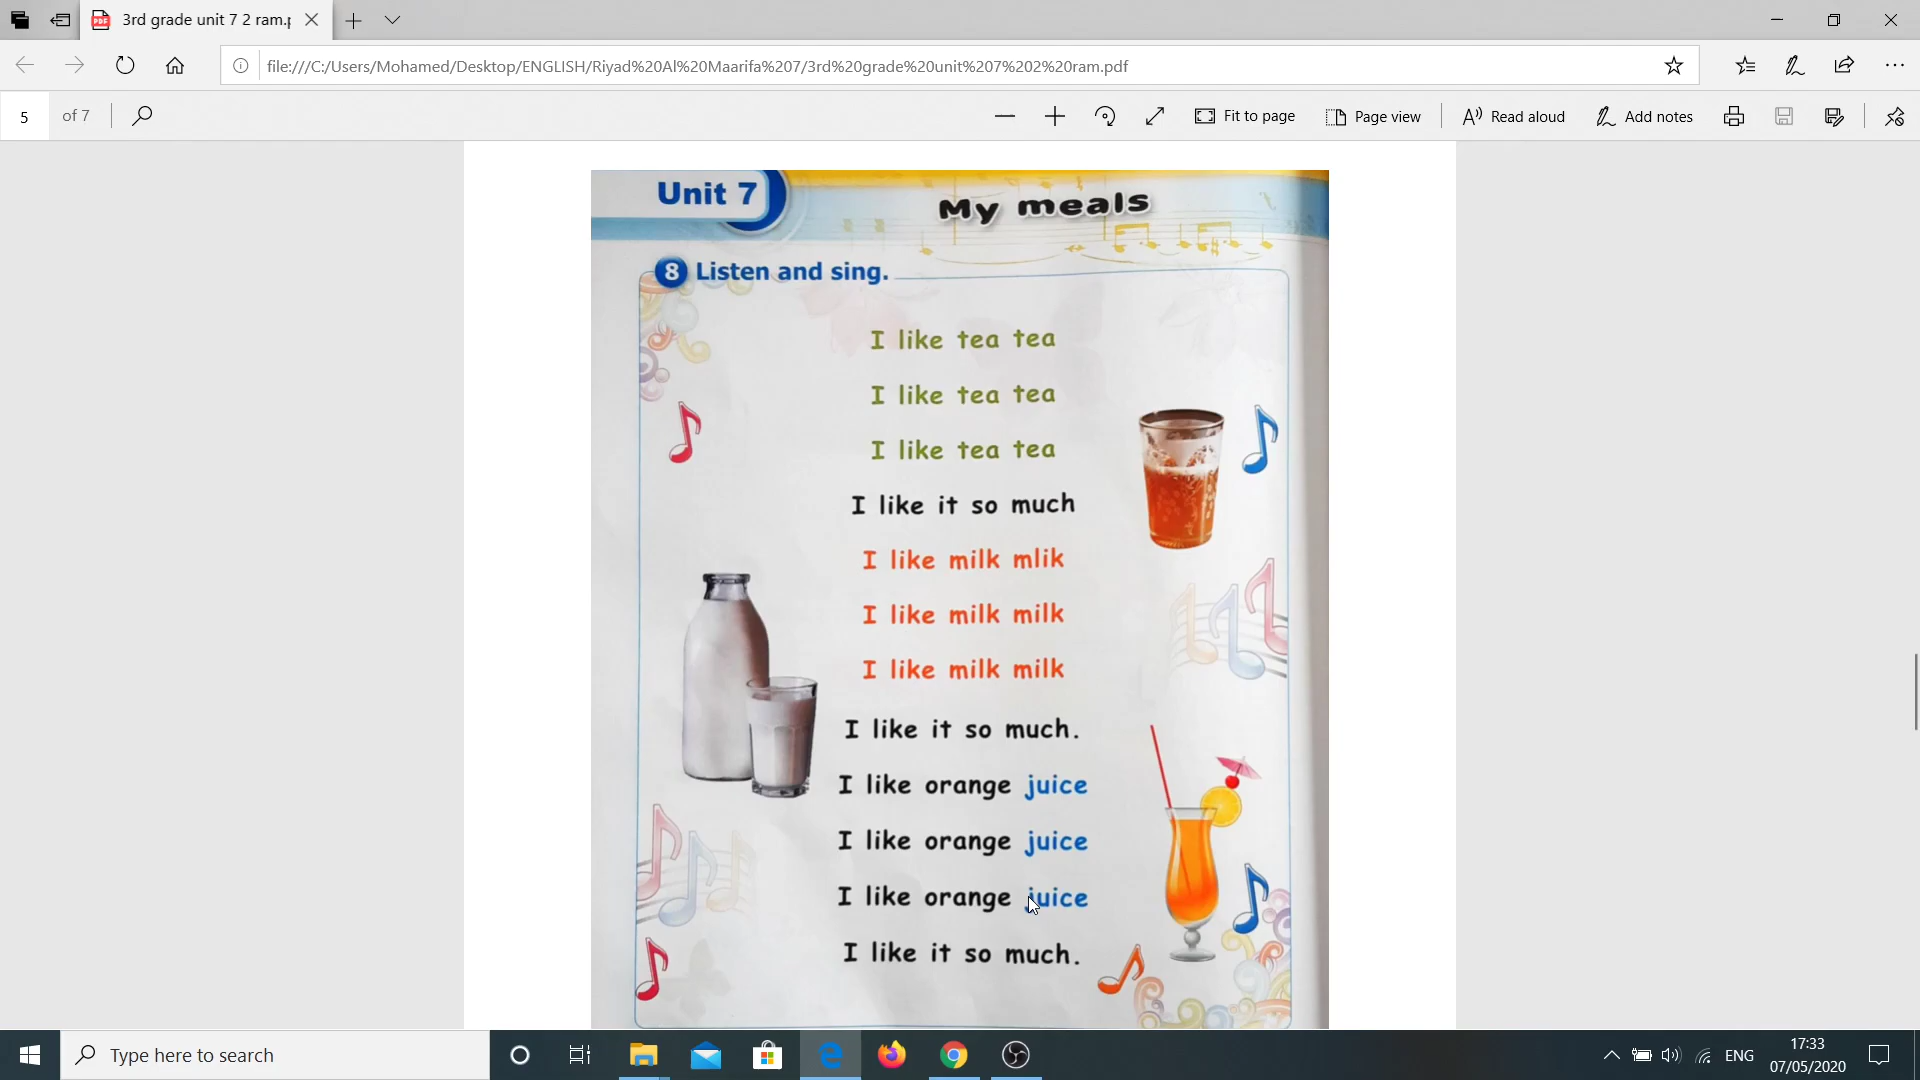 3rd grade unit 7 2 ram.p
file:///C:/Users/Mohamed/Desktop/ENGLISH/Riyad%20Al%20Maarifa%207/3rd%20grade%20unit%207%202%20ram.pdf
5 of 7
Fit to page
Page view
Read aloud
Add notes
Unit 7
My meals
8 Listen and sing.
I like tea tea
I like tea tea
I like tea tea
I like it so much
I like milk mlik
I like milk milk
I like milk milk
I like it so much.
I like orange juice
I like orange juice
I like orange juice
I like it so much.
Type here to search
ENG
17:33
07/05/2020